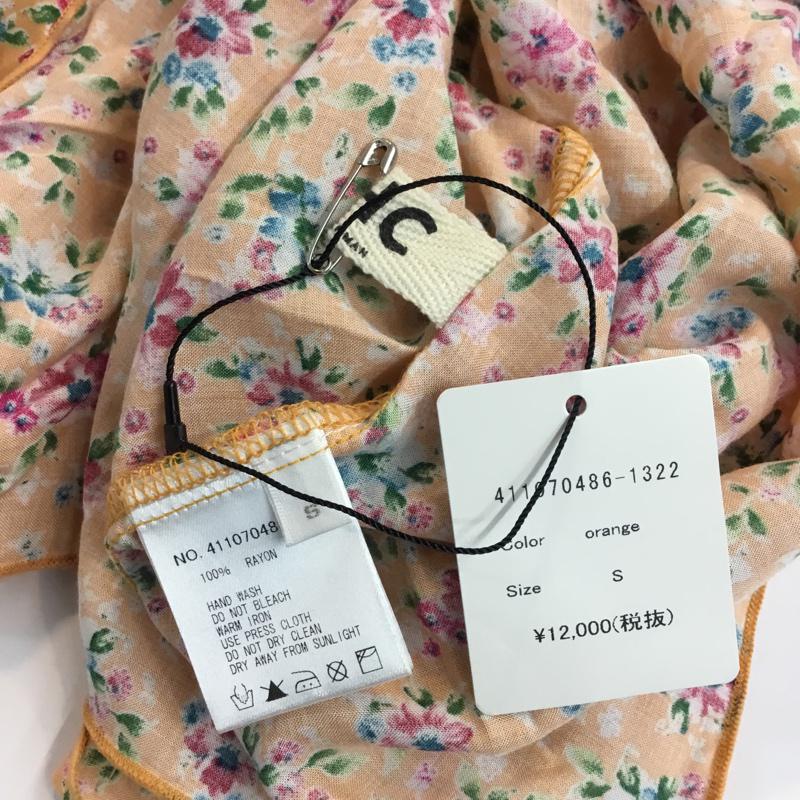 IC
MAN
411070486-1322
Color orange
Size S
¥12,000(税抜)
S
NO. 41107048
100% RAYON
HAND WASH
DO NOT BLEACH
WARM IRON
USE PRESS CLOTH
DO NOT DRY CLEAN
DRY AWAY FROM SUNLIGHT